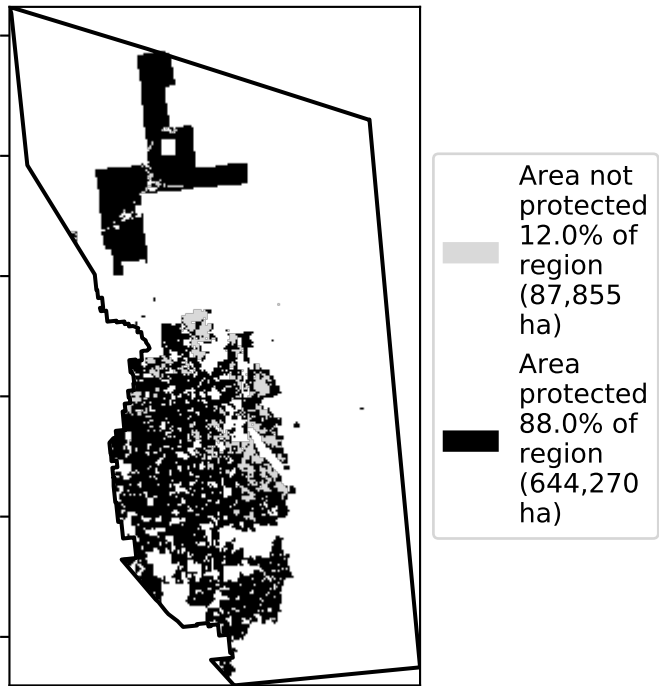 Area not
protected
12.0% of
region
(87,855
ha)
Area
protected
88.0% of
region
(644,270
ha)